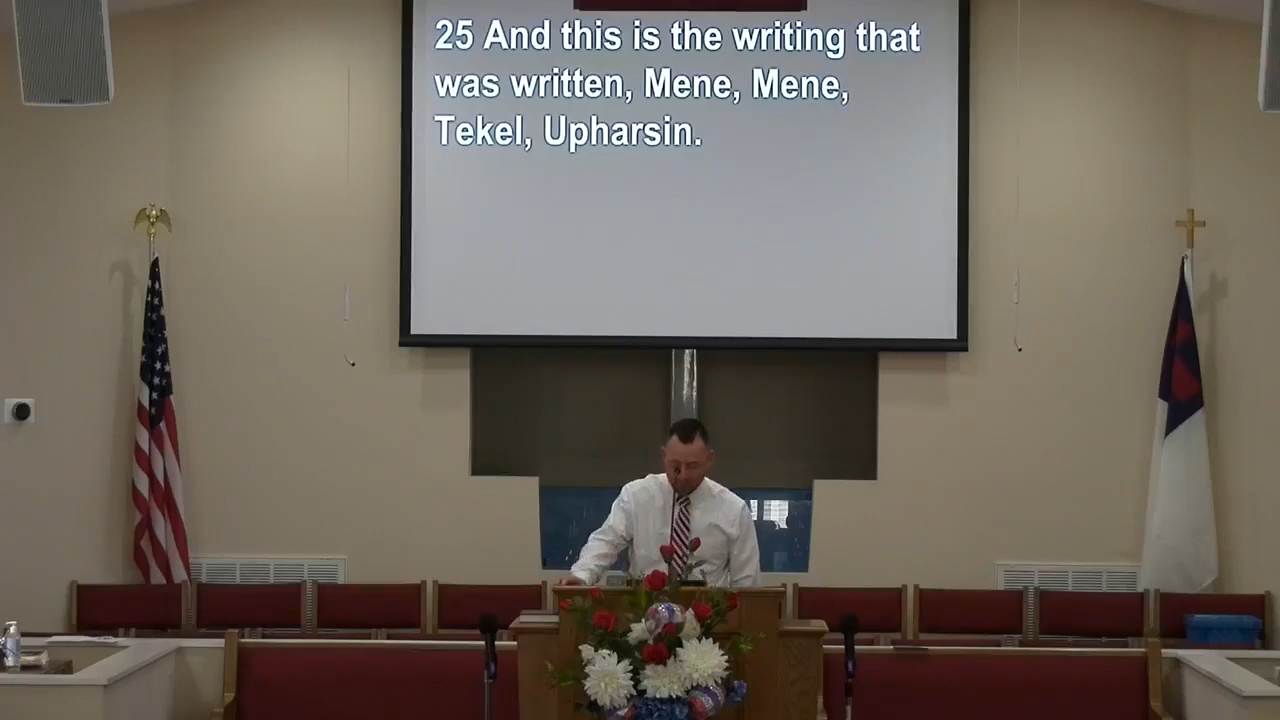 25 And this is the writing that
was written, Mene, Mene,
Tekel, Upharsin.